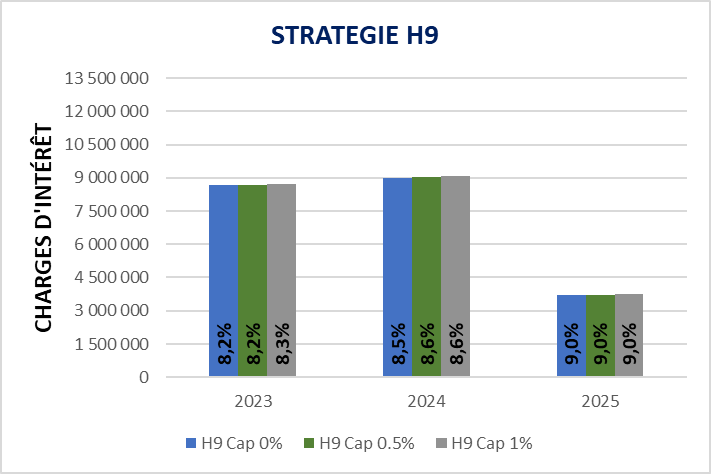 STRATEGIE H9
CHARGES D'INTÉRÊT
13 500 000
12 000 000
10 500 000
9 000 000
7 500 000
6 000 000
4 500 000
3 000 000
1 500 000
0
8,2% 8,2% 8,3% 8,5% 8,6% 8,6% 9,0% 9,0% 9,0%
2023 2024 2025
H9 Cap 0% H9 Cap 0.5% H9 Cap 1%